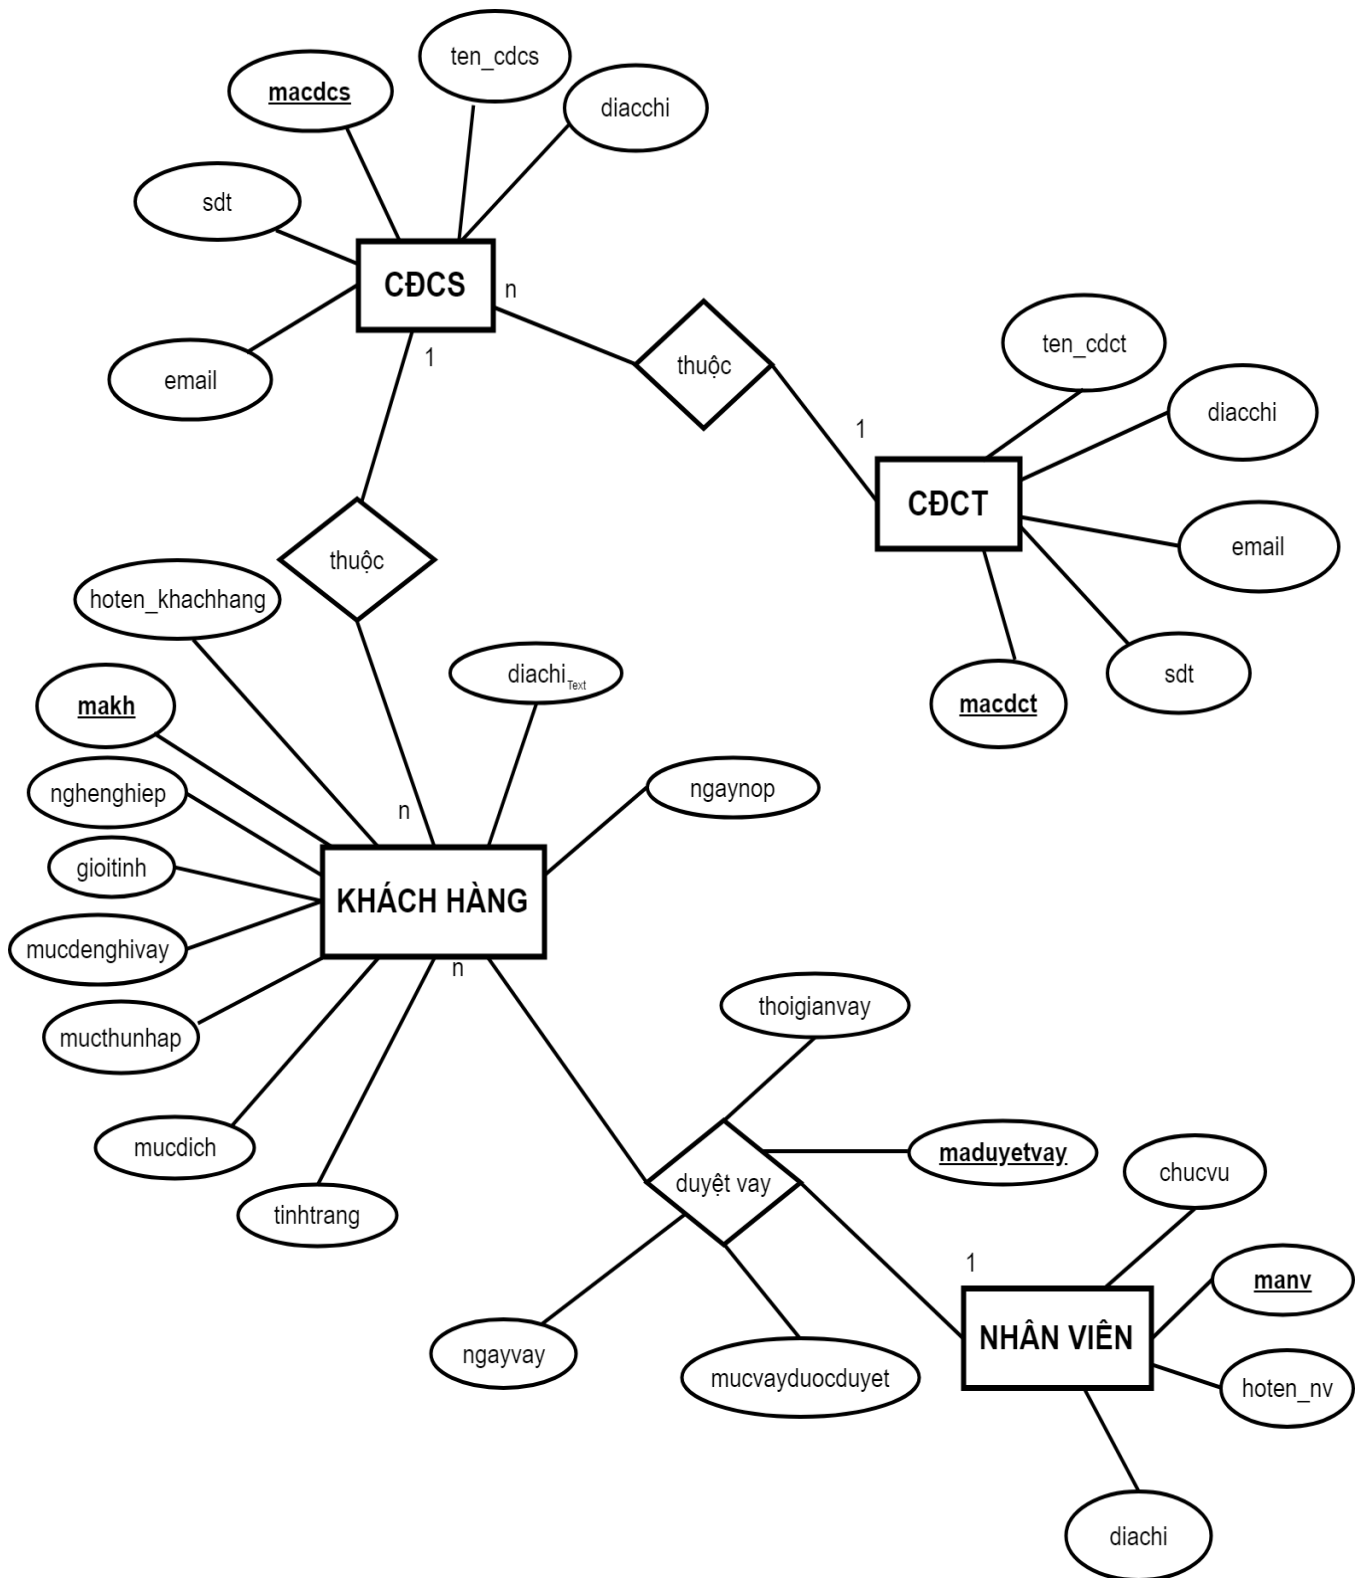 ten_cdcs
macdcs
diacchi
sdt
CĐCS
n
1
email
thuộc
ten_cdct
diacchi
1
CĐCT
email
sdt
macdct
thuộc
hoten_khachhang
diachi
Text
makh
nghenghiep
ngaynop
n
gioitinh
KHÁCH HÀNG
mucdenghivay
n
mucthunhap
thoigianvay
mucdich
maduyetvay
chucvu
duyệt vay
tinhtrang
1
manv
NHÂN VIÊN
ngayvay
mucvayduocduyet
hoten_nv
diachi